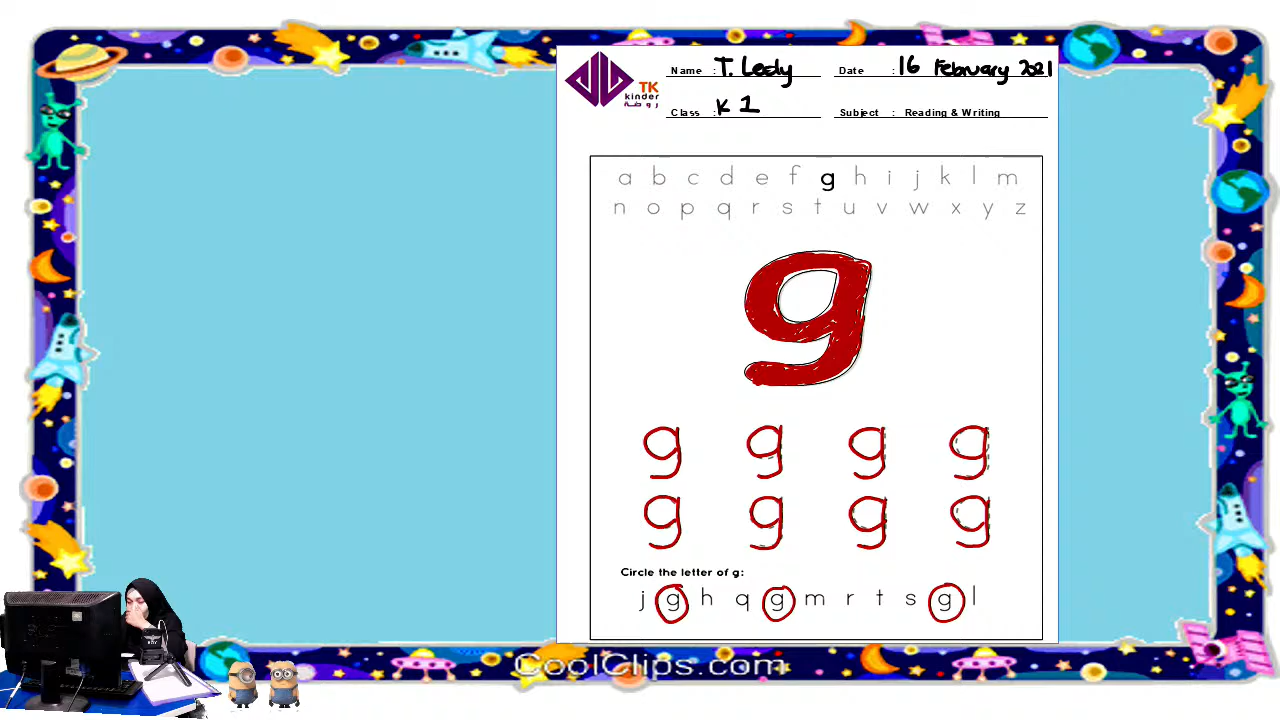 Name : T. Ledy Date : 16 February 2021
TK
kinder
روضة
Class : K 1 Subject : Reading & Writing
a b c d e f g h i j k l m
n o p q r s t u v w x y z
g
g g g g
g g g g
Circle the letter of g:
j g h q g m r t s g l
CoolClips.com